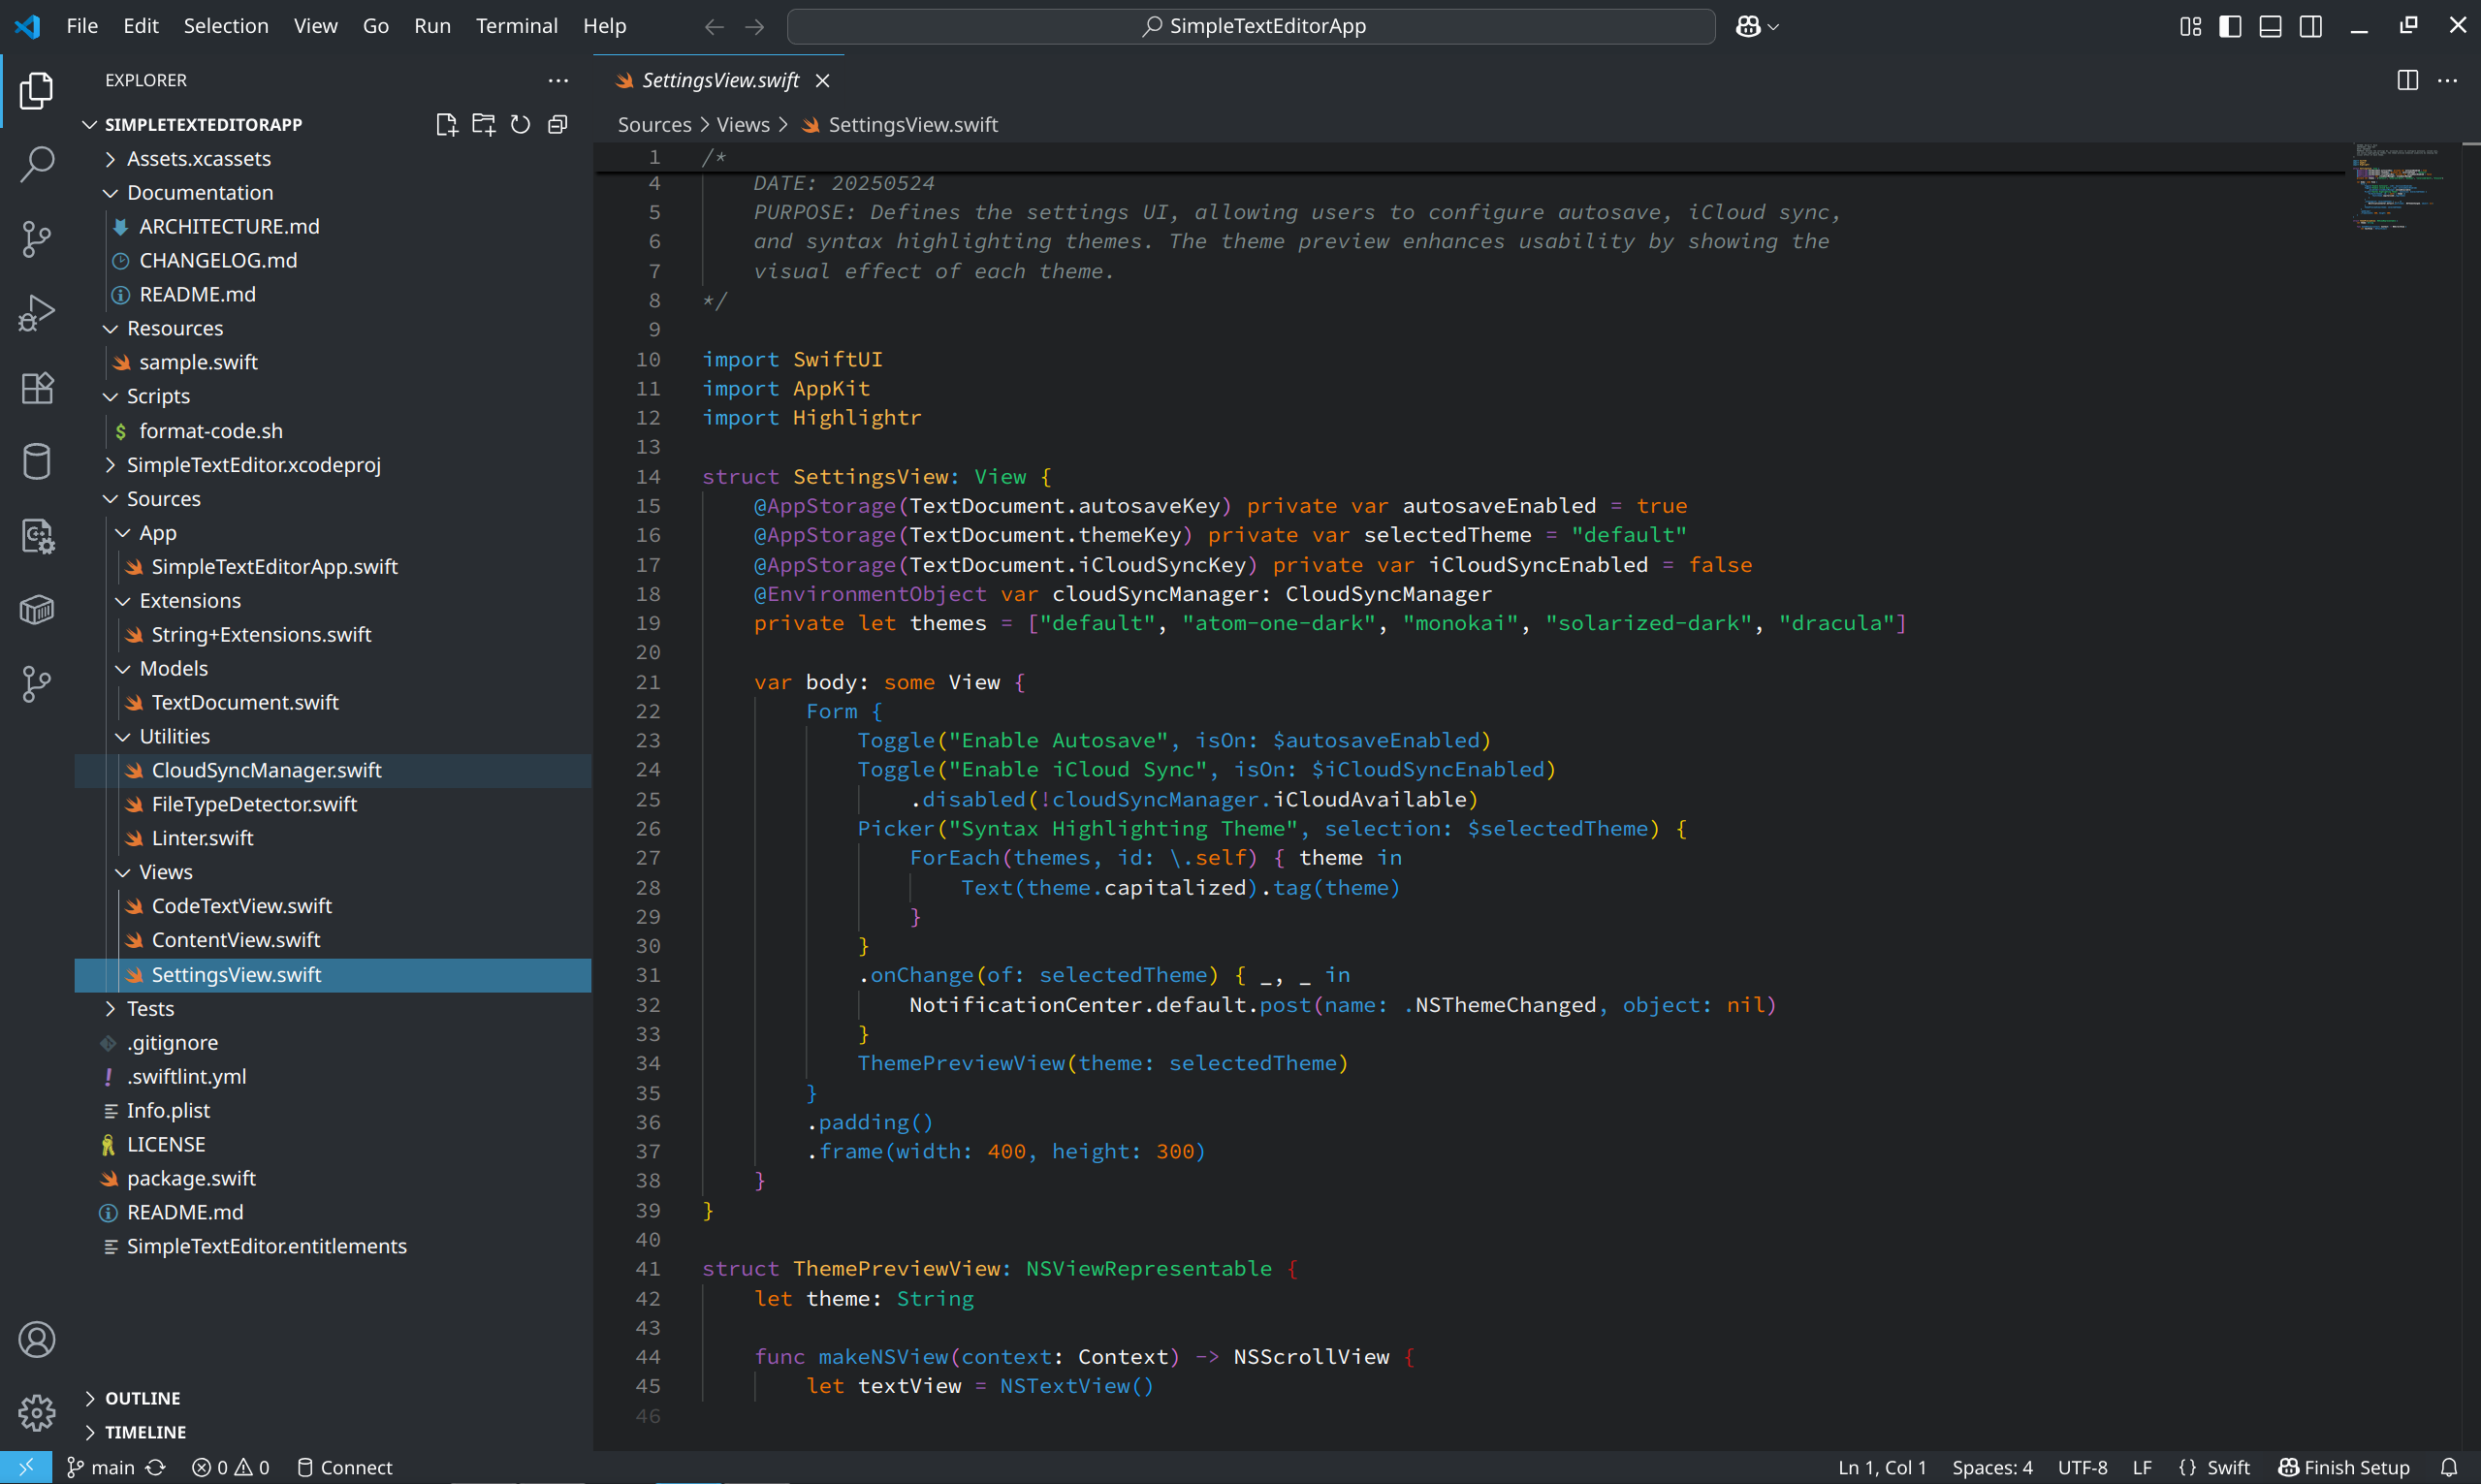 File Edit Selection View Go Run Terminal Help
SimpleTextEditorApp
EXPLORER
SIMPLETEXTEDITORAPP
Assets.xcassets
Documentation
ARCHITECTURE.md
CHANGELOG.md
README.md
Resources
sample.swift
Scripts
$ format-code.sh
SimpleTextEditor.xcodeproj
Sources
App
SimpleTextEditorApp.swift
Extensions
String+Extensions.swift
Models
TextDocument.swift
Utilities
CloudSyncManager.swift
FileTypeDetector.swift
Linter.swift
Views
CodeTextView.swift
ContentView.swift
SettingsView.swift
Tests
.gitignore
! .swiftlint.yml
Info.plist
LICENSE
package.swift
README.md
SimpleTextEditor.entitlements
OUTLINE
TIMELINE
SettingsView.swift
Sources > Views > SettingsView.swift
1 /*
4     DATE: 20250524
5     PURPOSE: Defines the settings UI, allowing users to configure autosave, iCloud sync,
6     and syntax highlighting themes. The theme preview enhances usability by showing the
7     visual effect of each theme.
8 */
9
10 import SwiftUI
11 import AppKit
12 import Highlightr
13
14 struct SettingsView: View {
15     @AppStorage(TextDocument.autosaveKey) private var autosaveEnabled = true
16     @AppStorage(TextDocument.themeKey) private var selectedTheme = "default"
17     @AppStorage(TextDocument.iCloudSyncKey) private var iCloudSyncEnabled = false
18     @EnvironmentObject var cloudSyncManager: CloudSyncManager
19     private let themes = ["default", "atom-one-dark", "monokai", "solarized-dark", "dracula"]
20
21     var body: some View {
22         Form {
23             Toggle("Enable Autosave", isOn: $autosaveEnabled)
24             Toggle("Enable iCloud Sync", isOn: $iCloudSyncEnabled)
25                 .disabled(!cloudSyncManager.iCloudAvailable)
26             Picker("Syntax Highlighting Theme", selection: $selectedTheme) {
27                 ForEach(themes, id: \.self) { theme in
28                     Text(theme.capitalized).tag(theme)
29                 }
30             }
31             .onChange(of: selectedTheme) { _, _ in
32                 NotificationCenter.default.post(name: .NSThemeChanged, object: nil)
33             }
34             ThemePreviewView(theme: selectedTheme)
35         }
36         .padding()
37         .frame(width: 400, height: 300)
38     }
39 }
40
41 struct ThemePreviewView: NSViewRepresentable {
42     let theme: String
43
44     func makeNSView(context: Context) -> NSScrollView {
45         let textView = NSTextView()
46
main 0 0 Connect
Ln 1, Col 1 Spaces: 4 UTF-8 LF {} Swift Finish Setup